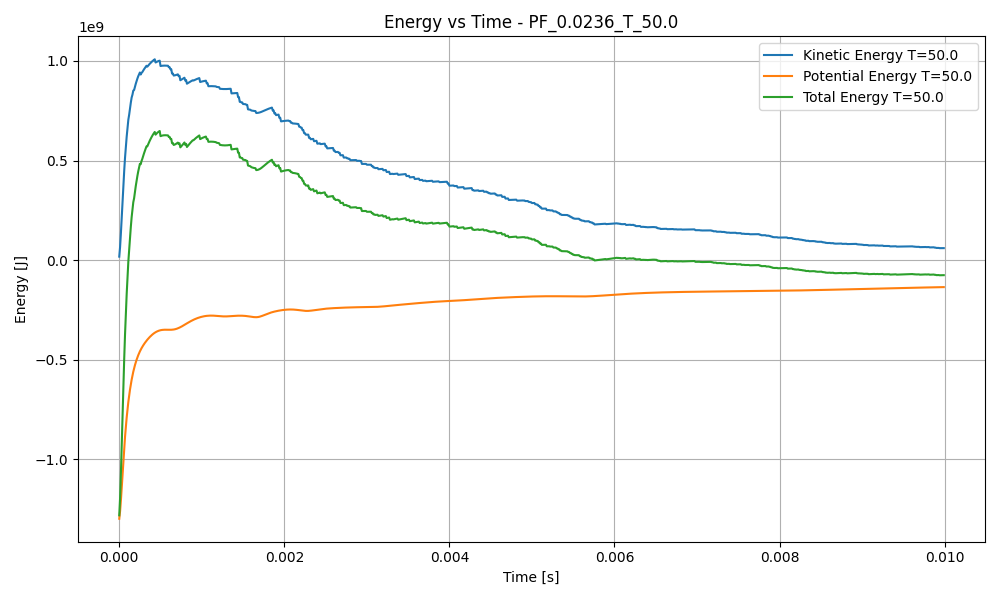 Energy vs Time - PF_0.0236_T_50.0
1e9
Kinetic Energy T=50.0
Potential Energy T=50.0
Total Energy T=50.0
1.0
0.5
0.0
−0.5
−1.0
Energy [J]
0.000 0.002 0.004 0.006 0.008 0.010
Time [s]